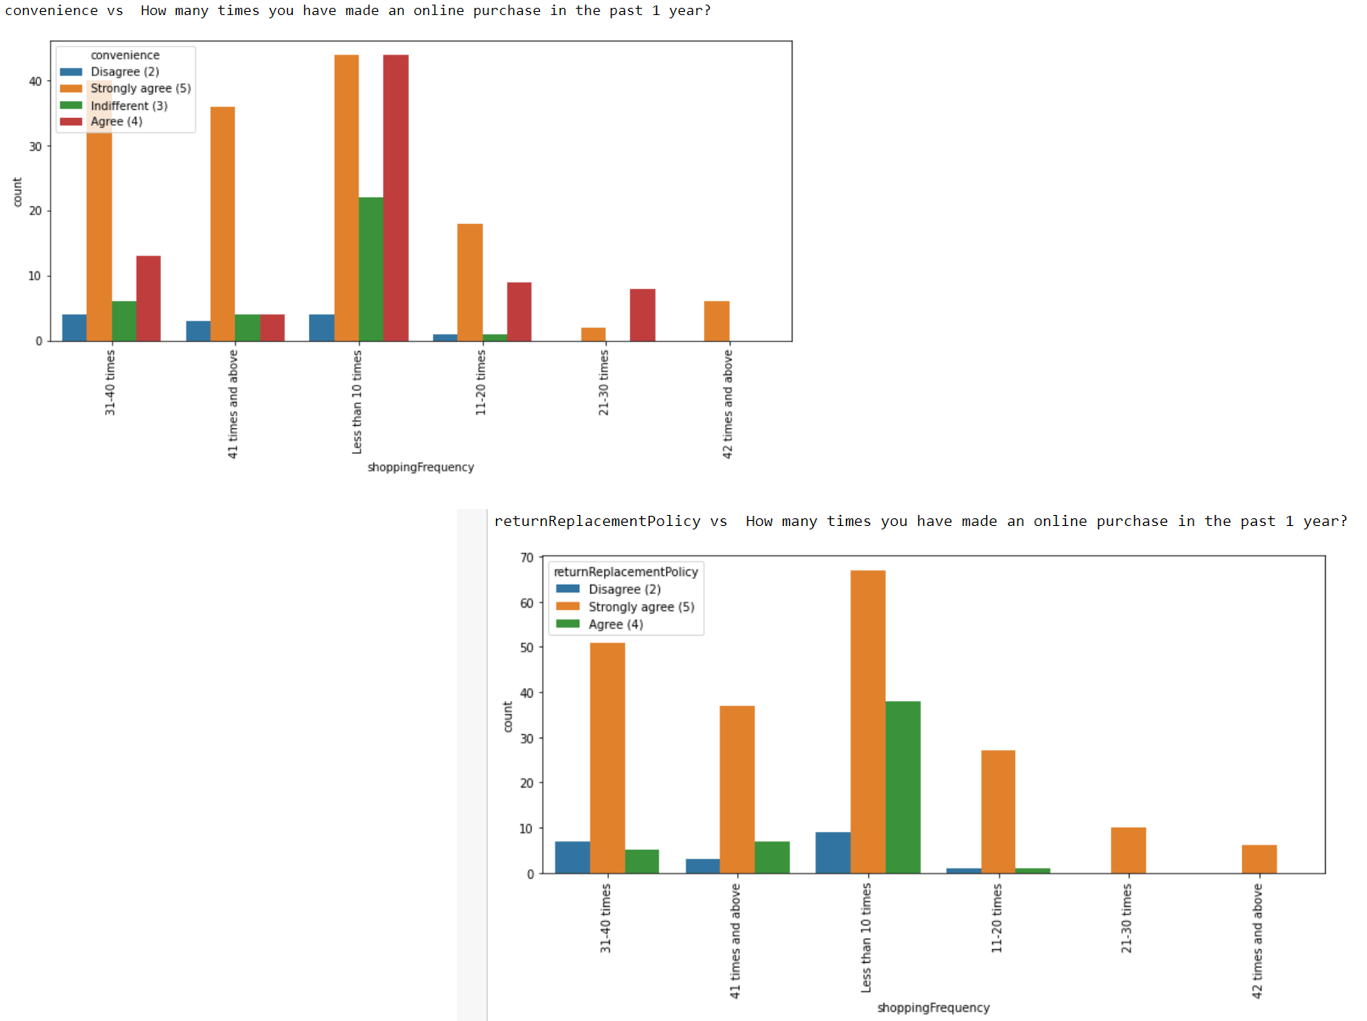 convenience vs  How many times you have made an online purchase in the past 1 year?
convenience
Disagree (2)
Strongly agree (5)
Indifferent (3)
Agree (4)
40
30
20
10
0
count
31-40 times
41 times and above
Less than 10 times
11-20 times
21-30 times
42 times and above
shoppingFrequency
returnReplacementPolicy vs  How many times you have made an online purchase in the past 1 year?
returnReplacementPolicy
Disagree (2)
Strongly agree (5)
Agree (4)
70
60
50
40
30
20
10
0
count
31-40 times
41 times and above
Less than 10 times
11-20 times
21-30 times
42 times and above
shoppingFrequency